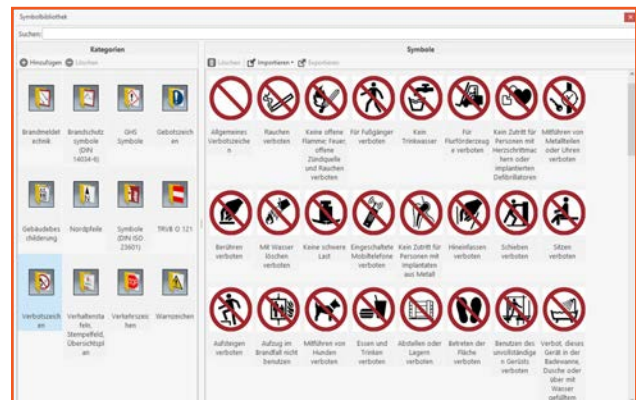 Symbolbibliothek
Suchen:
Kategorien
Symbole
Hinzufügen Löschen
Löschen Importieren Exportieren
Brandmeldet
echnik
Brandschutz
symbole
(DIN
14034-6)
GHS
Symbole
Gebotszeich
en
Gebäudebes
childerung
Nordpfeile
Symbole
(DIN ISO
23601)
TRVB O 121
Verbotszeich
en
Verhaltensta
feln,
Stempelfeld,
Übersichtspl
an
Verkehrszeic
hen
Warnzeichen
Allgemeines
Verbotszeiche
n
Rauchen
verboten
Keine offene
Flamme; Feuer,
offene
Zündquelle
und Rauchen
verboten
Für Fußgänger
verboten
Kein
Trinkwasser
Für
Flurförderzeug
e verboten
Kein Zutritt für
Personen mit
Herzschrittmac
hern oder
implantierten
Defibrillatoren
Mitführen von
Metallteilen
oder Uhren
verboten
Berühren
verboten
Mit Wasser
löschen
verboten
Keine schwere
Last
Eingeschaltete
Mobiltelefone
verboten
Kein Zutritt für
Personen mit
Implantaten
aus Metall
Hineinfassen
verboten
Schieben
verboten
Sitzen
verboten
Aufsteigen
verboten
Aufzug im
Brandfall nicht
benutzen
Mitführen von
Hunden
verboten
Essen und
Trinken
verboten
Abstellen oder
Lagern
verboten
Betreten der
Fläche
verboten
Benutzen des
unvollständige
n Gerüsts
verboten
Verbot, dieses
Gerät in der
Badewanne,
Dusche oder
über mit
Wasser
gefülltem